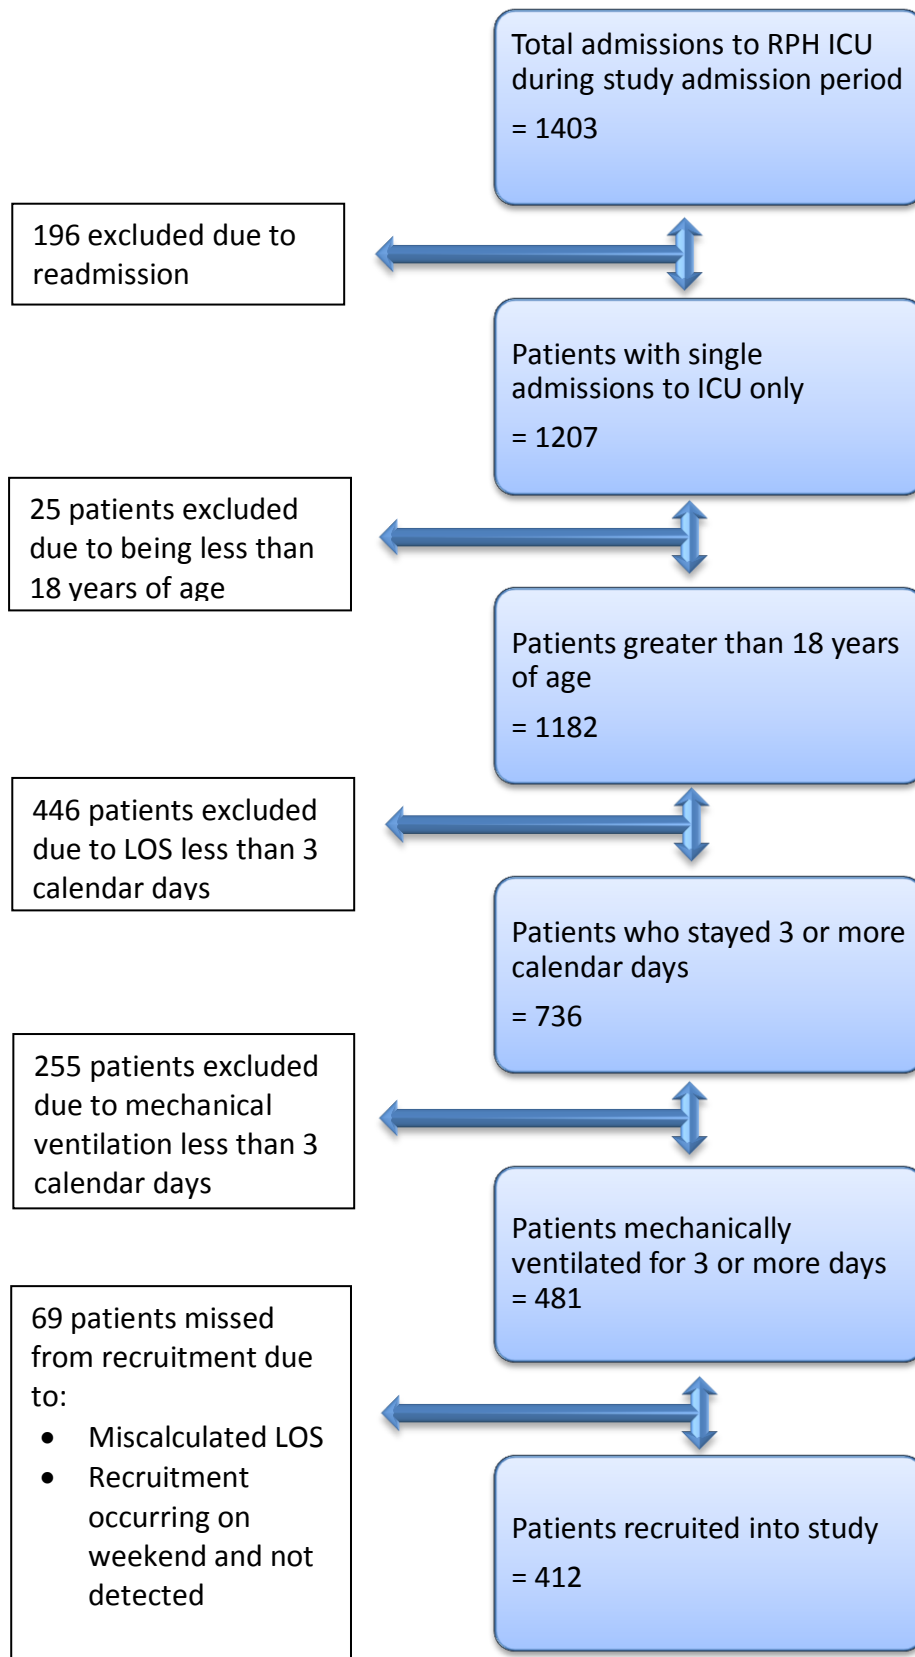 Total admissions to RPH ICU
during study admission period
= 1403
196 excluded due to
readmission
Patients with single
admissions to ICU only
= 1207
25 patients excluded
due to being less than
18 years of age
Patients greater than 18 years
of age
= 1182
446 patients excluded
due to LOS less than 3
calendar days
Patients who stayed 3 or more
calendar days
= 736
255 patients excluded
due to mechanical
ventilation less than 3
calendar days
Patients mechanically
ventilated for 3 or more days
= 481
69 patients missed
from recruitment due
to:
• Miscalculated LOS
• Recruitment
occurring on
weekend and not
detected
Patients recruited into study
= 412